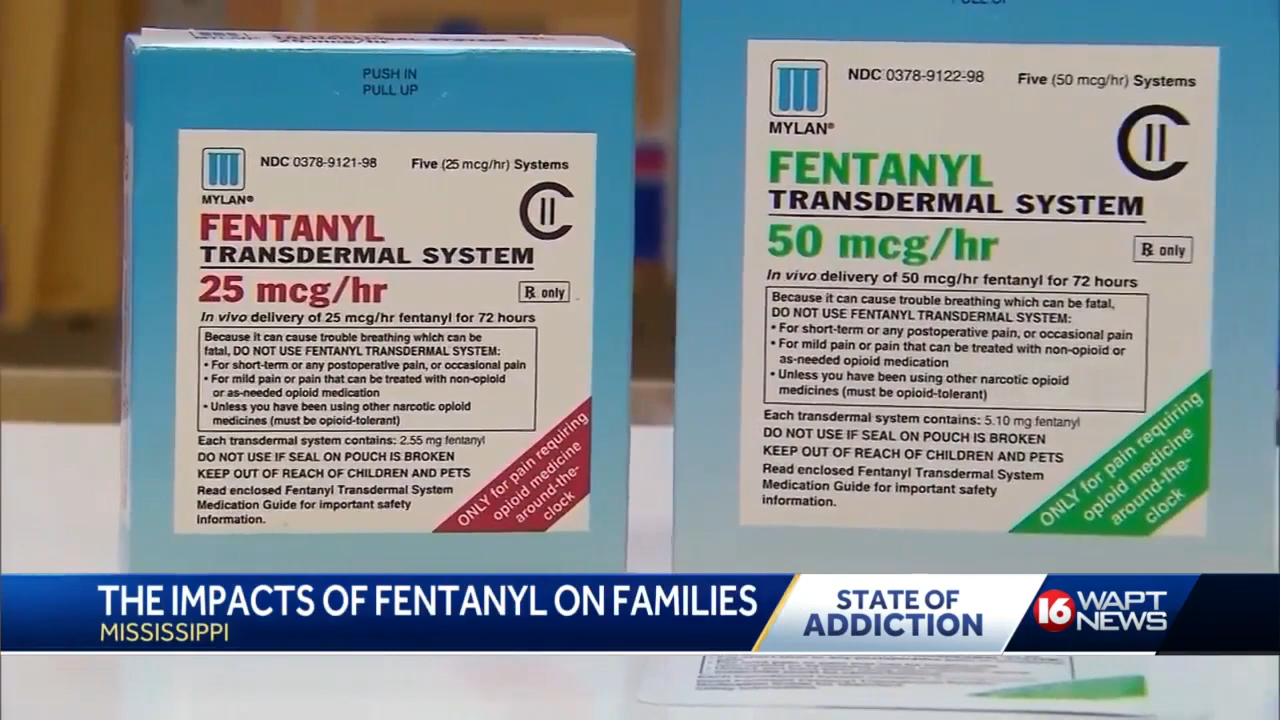 PUSH IN
PULL UP
MYLAN®
NDC 0378-9121-98
Five (25 mcg/hr) Systems
CII
FENTANYL
TRANSDERMAL SYSTEM
25 mcg/hr
Rx only
In vivo delivery of 25 mcg/hr fentanyl for 72 hours
Because it can cause trouble breathing which can be
fatal, DO NOT USE FENTANYL TRANSDERMAL SYSTEM:
• For short-term or any postoperative pain, or occasional pain
• For mild pain or pain that can be treated with non-opioid
or as-needed opioid medication
• Unless you have been using other narcotic opioid
medicines (must be opioid-tolerant)
Each transdermal system contains: 2.55 mg fentanyl
DO NOT USE IF SEAL ON POUCH IS BROKEN
KEEP OUT OF REACH OF CHILDREN AND PETS
Read enclosed Fentanyl Transdermal System
Medication Guide for important safety
information.
ONLY for pain requiring
opioid medicine
around-the-
clock
MYLAN®
NDC 0378-9122-98
Five (50 mcg/hr) Systems
CII
FENTANYL
TRANSDERMAL SYSTEM
50 mcg/hr
Rx only
In vivo delivery of 50 mcg/hr fentanyl for 72 hours
Because it can cause trouble breathing which can be fatal,
DO NOT USE FENTANYL TRANSDERMAL SYSTEM:
• For short-term or any postoperative pain, or occasional pain
• For mild pain or pain that can be treated with non-opioid or
as-needed opioid medication
• Unless you have been using other narcotic opioid
medicines (must be opioid-tolerant)
Each transdermal system contains: 5.10 mg fentanyl
DO NOT USE IF SEAL ON POUCH IS BROKEN
KEEP OUT OF REACH OF CHILDREN AND PETS
Read enclosed Fentanyl Transdermal System
Medication Guide for important safety
information.
ONLY for pain requiring
opioid medicine
around-the-
clock
THE IMPACTS OF FENTANYL ON FAMILIES
MISSISSIPPI
STATE OF
ADDICTION
16 WAPT
NEWS